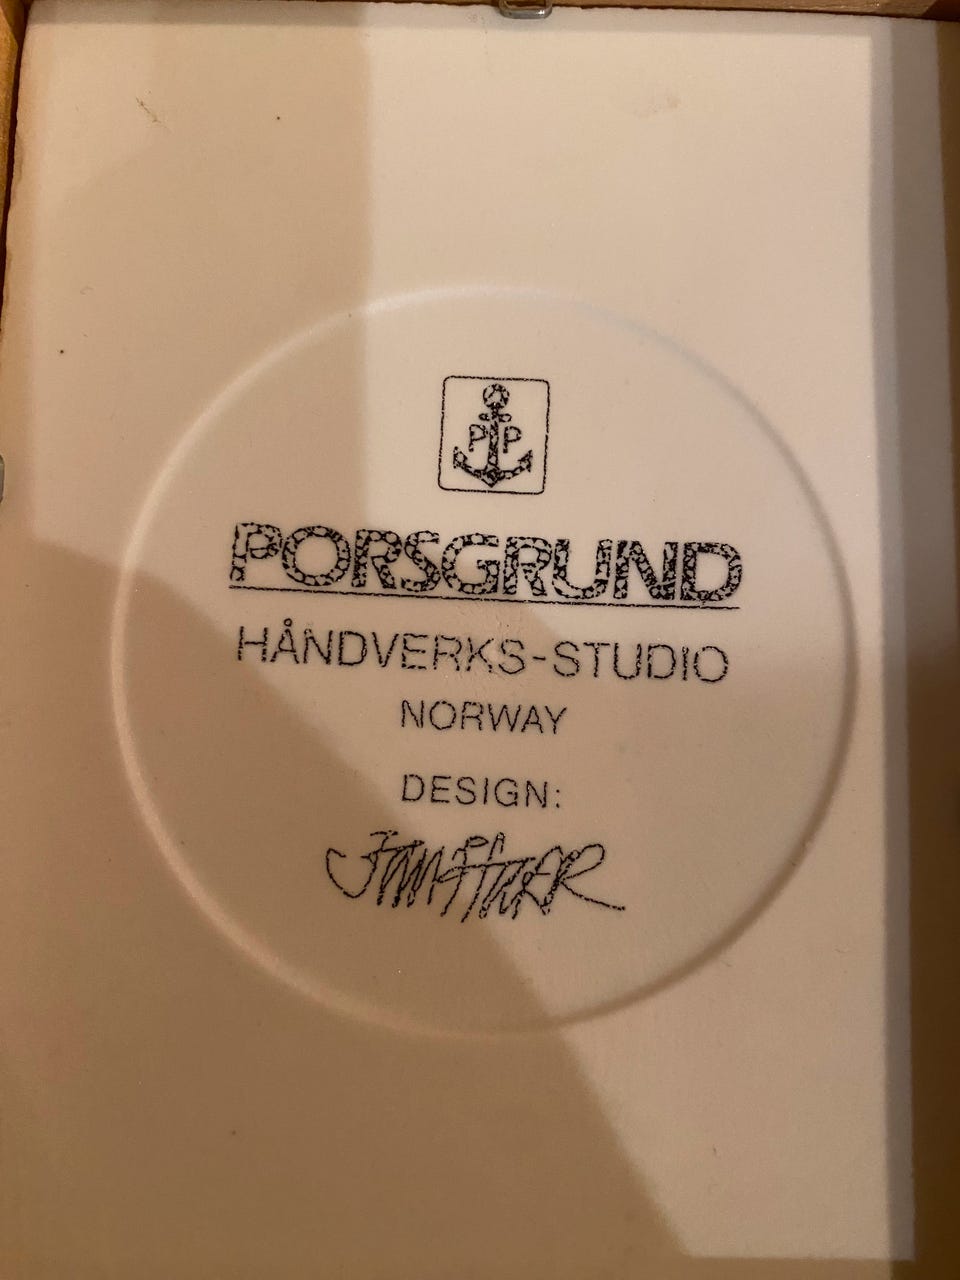 P P
PORSGRUND
HÅNDVERKS-STUDIO
NORWAY
DESIGN: